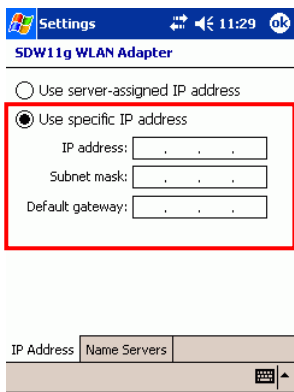 Settings 11:29 ok
SDW11g WLAN Adapter
Use server-assigned IP address
Use specific IP address
IP address: . . .
Subnet mask: . . .
Default gateway: . . .
IP Address Name Servers